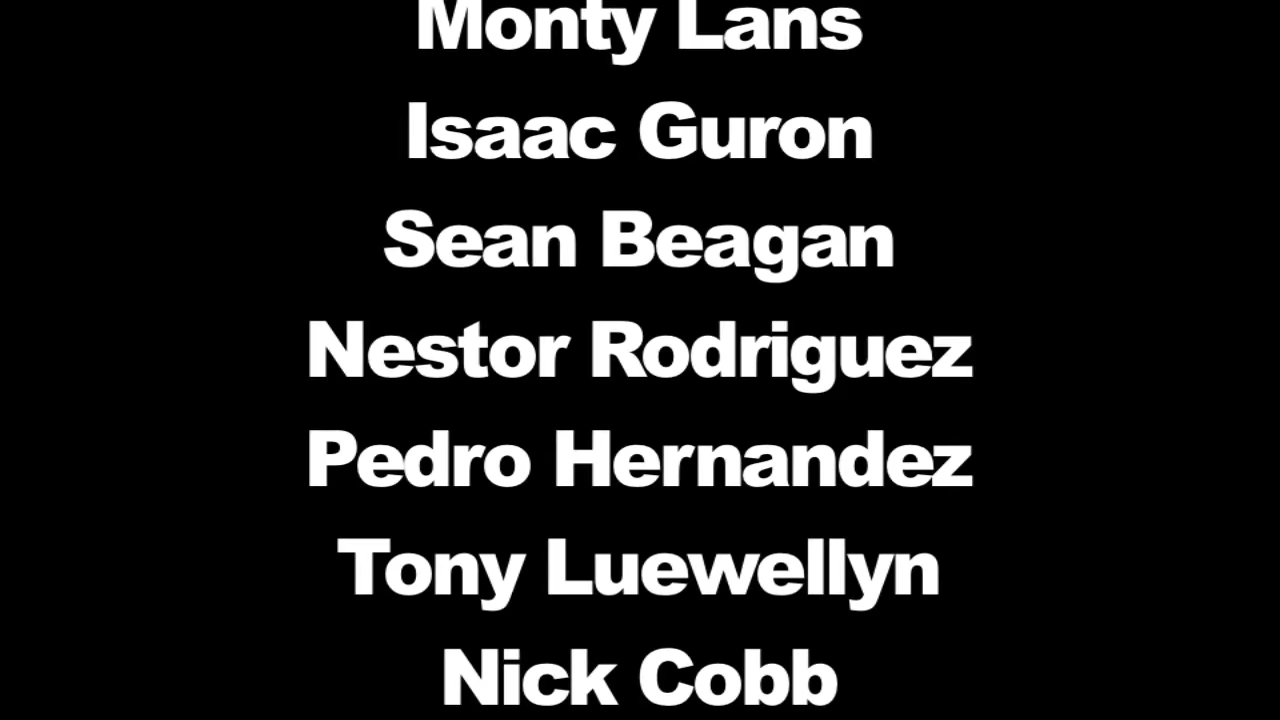 Monty Lans
Isaac Guron
Sean Beagan
Nestor Rodriguez
Pedro Hernandez
Tony Luewellyn
Nick Cobb